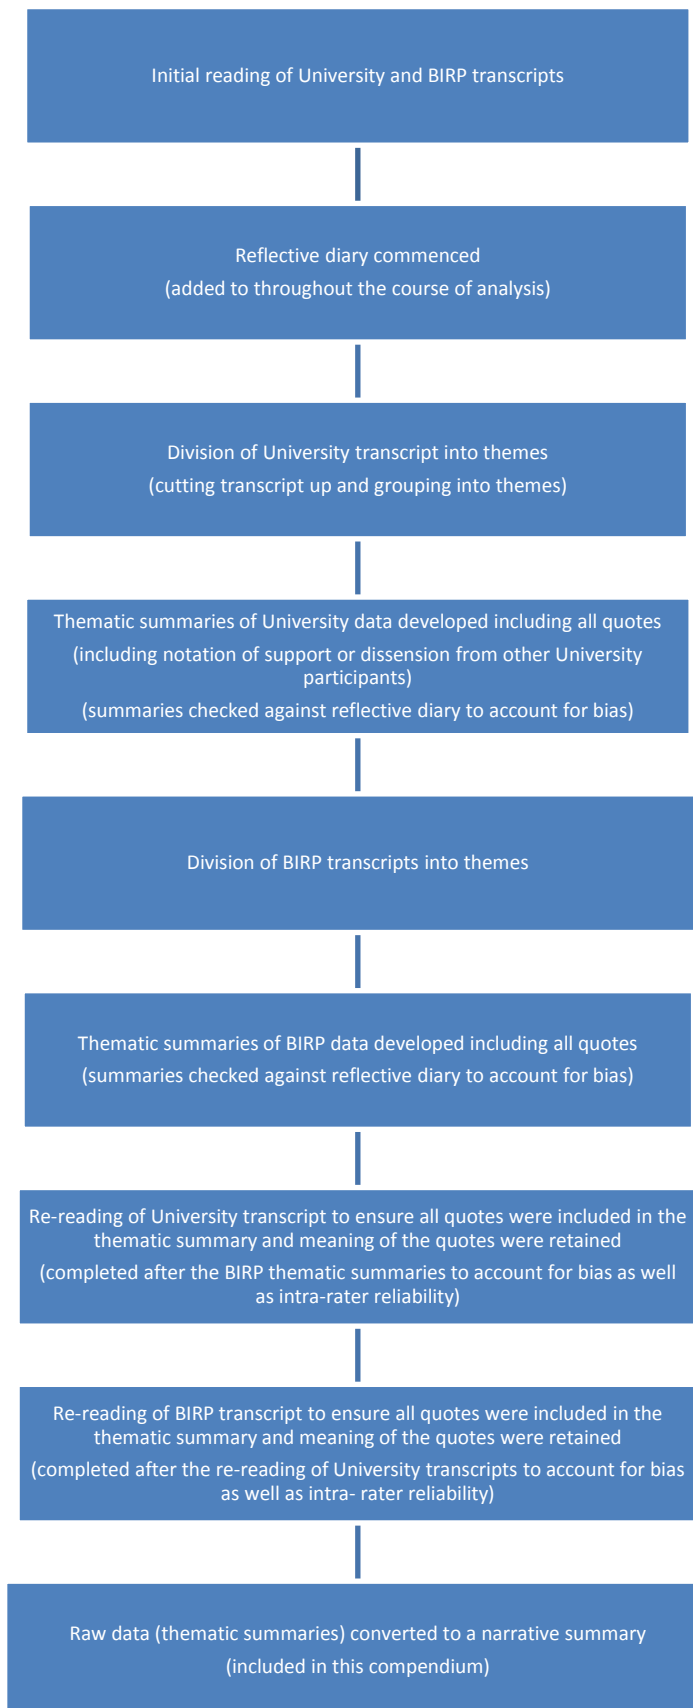 Initial reading of University and BIRP transcripts
Reflective diary commenced
(added to throughout the course of analysis)
Division of University transcript into themes
(cutting transcript up and grouping into themes)
Thematic summaries of University data developed including all quotes
(including notation of support or dissension from other University
participants)
(summaries checked against reflective diary to account for bias)
Division of BIRP transcripts into themes
Thematic summaries of BIRP data developed including all quotes
(summaries checked against reflective diary to account for bias)
Re-reading of University transcript to ensure all quotes were included in the
thematic summary and meaning of the quotes were retained
(completed after the BIRP thematic summaries to account for bias as well
as intra-rater reliability)
Re-reading of BIRP transcript to ensure all quotes were included in the
thematic summary and meaning of the quotes were retained
(completed after the re-reading of University transcripts to account for bias
as well as intra- rater reliability)
Raw data (thematic summaries) converted to a narrative summary
(included in this compendium)